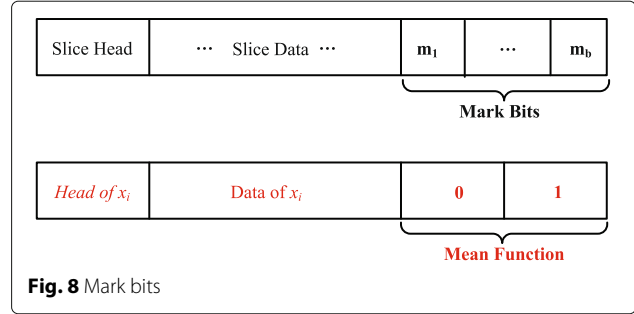 Slice Head ··· Slice Data ··· m₁ ··· m_b
Mark Bits
Head of xᵢ Data of xᵢ 0 1
Mean Function
Fig. 8 Mark bits